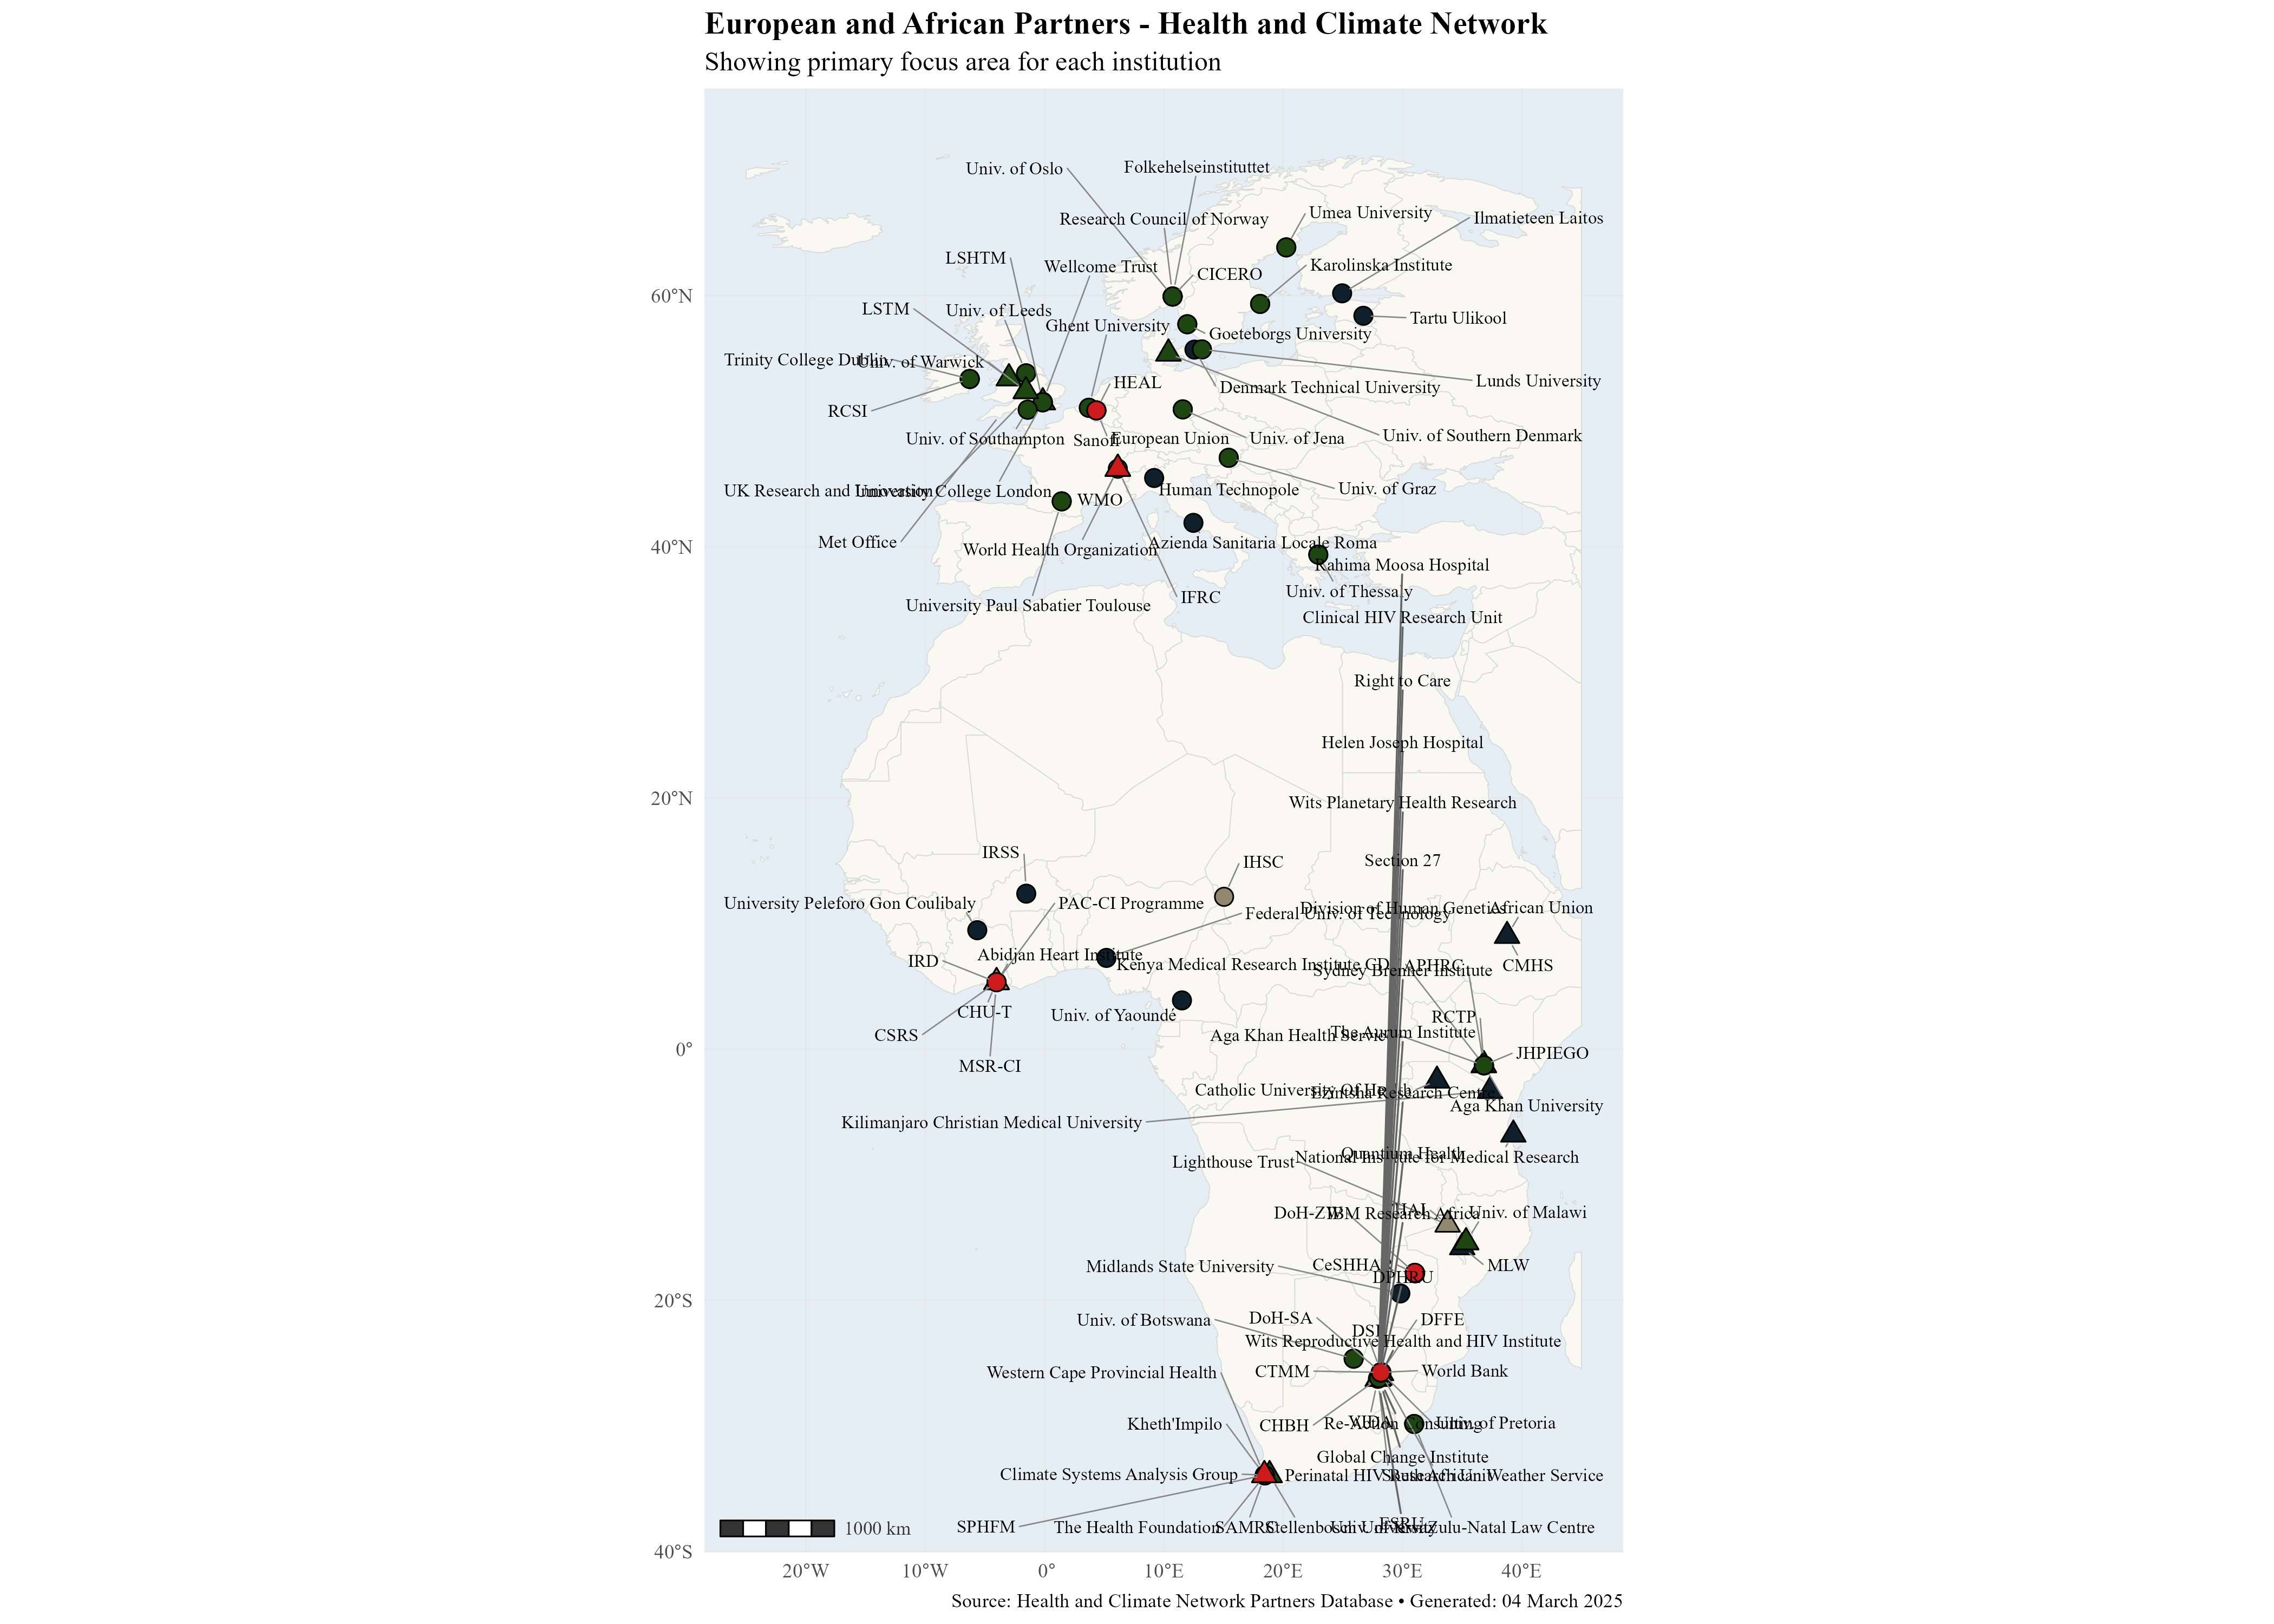 European and African Partners - Health and Climate Network
Showing primary focus area for each institution
Univ. of Oslo
Folkehelseinstituttet
Research Council of Norway
Umea University
Ilmatieteen Laitos
LSHTM
Wellcome Trust
CICERO
Karolinska Institute
60°N
LSTM
Univ. of Leeds
Ghent University
Tartu Ulikool
Goeteborgs University
Trinity College Dublin
Univ. of Warwick
HEAL
Denmark Technical University
Lunds University
RCSI
Univ. of Southampton
Sanofi
European Union
Univ. of Jena
Univ. of Southern Denmark
UK Research and Innovation
University College London
WMO
Human Technopole
Univ. of Graz
Met Office
40°N
World Health Organization
Azienda Sanitaria Locale Roma
Rahima Moosa Hospital
University Paul Sabatier Toulouse
IFRC
Univ. of Thessaly
Clinical HIV Research Unit
Right to Care
Helen Joseph Hospital
20°N
Wits Planetary Health Research
IRSS
IHSC
Section 27
University Peleforo Gon Coulibaly
PAC-CI Programme
Federal Univ. of Technology
Division of Human Genetics
African Union
IRD
Abidjan Heart Institute
Kenya Medical Research Institute GD
APHRC
Sydney Brenner Institute
CMHS
CHU-T
Univ. of Yaoundé
RCTP
CSRS
Aga Khan Health Servic
The Aurum Institute
0°
JHPIEGO
MSR-CI
Catholic University Of Health
Ezintsha Research Centre
Aga Khan University
Kilimanjaro Christian Medical University
Quantium Health
Lighthouse Trust
National Institute for Medical Research
DoH-ZW
IBM Research Africa
HAI
Univ. of Malawi
Midlands State University
CeSHHA
MLW
DPHRU
20°S
Univ. of Botswana
DoH-SA
DSI
DFFE
Wits Reproductive Health and HIV Institute
Western Cape Provincial Health
CTMM
World Bank
Kheth'Impilo
CHBH
VIDA
Re-Action Consulting
Univ. of Pretoria
Global Change Institute
Climate Systems Analysis Group
Perinatal HIV Research Unit
South African Weather Service
SPHFM
The Health Foundation
SAMRC
Stellenbosch University
ESRU
Univ. of KwaZulu-Natal Law Centre
1000 km
40°S
20°W
10°W
0°
10°E
20°E
30°E
40°E
Source: Health and Climate Network Partners Database • Generated: 04 March 2025